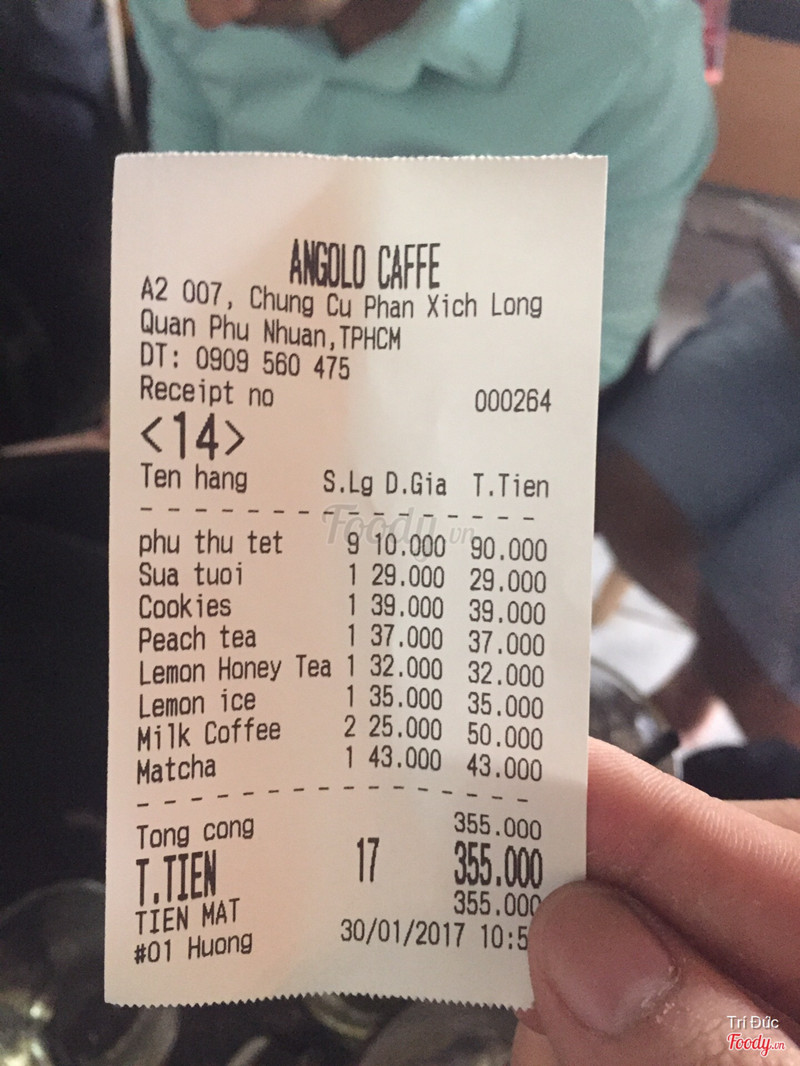 ANGOLO CAFFE
A2 007, Chung Cu Phan Xich Long
Quan Phu Nhuan,TPHCM
DT: 0909 560 475
Receipt no 000264
<14>
Ten hang S.Lg D.Gia T.Tien
phu thu tet 9 10.000 90.000
Sua tuoi 1 29.000 29.000
Cookies 1 39.000 39.000
Peach tea 1 37.000 37.000
Lemon Honey Tea 1 32.000 32.000
Lemon ice 1 35.000 35.000
Milk Coffee 2 25.000 50.000
Matcha 1 43.000 43.000
Tong cong 355.000
T.TIEN 17 355.000
TIEN MAT 355.000
#01 Huong 30/01/2017 10:5
Foody.vn
Trí Đức
Foody.vn